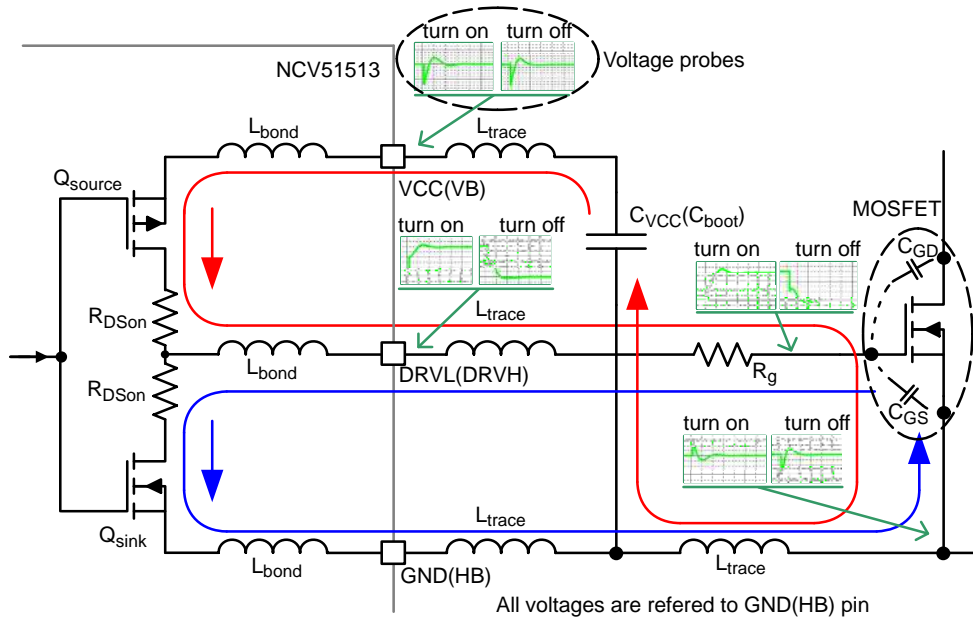 turn on turn off
Voltage probes
NCV51513
Lbond
Ltrace
Qsource
VCC(VB)
CVCC(Cboot)
MOSFET
turn on turn off
turn on turn off
CGD
RDSon
Ltrace
Lbond
DRVL(DRVH)
Rg
RDSon
CGS
turn on turn off
Qsink
Ltrace
Lbond
GND(HB)
Ltrace
All voltages are refered to GND(HB) pin